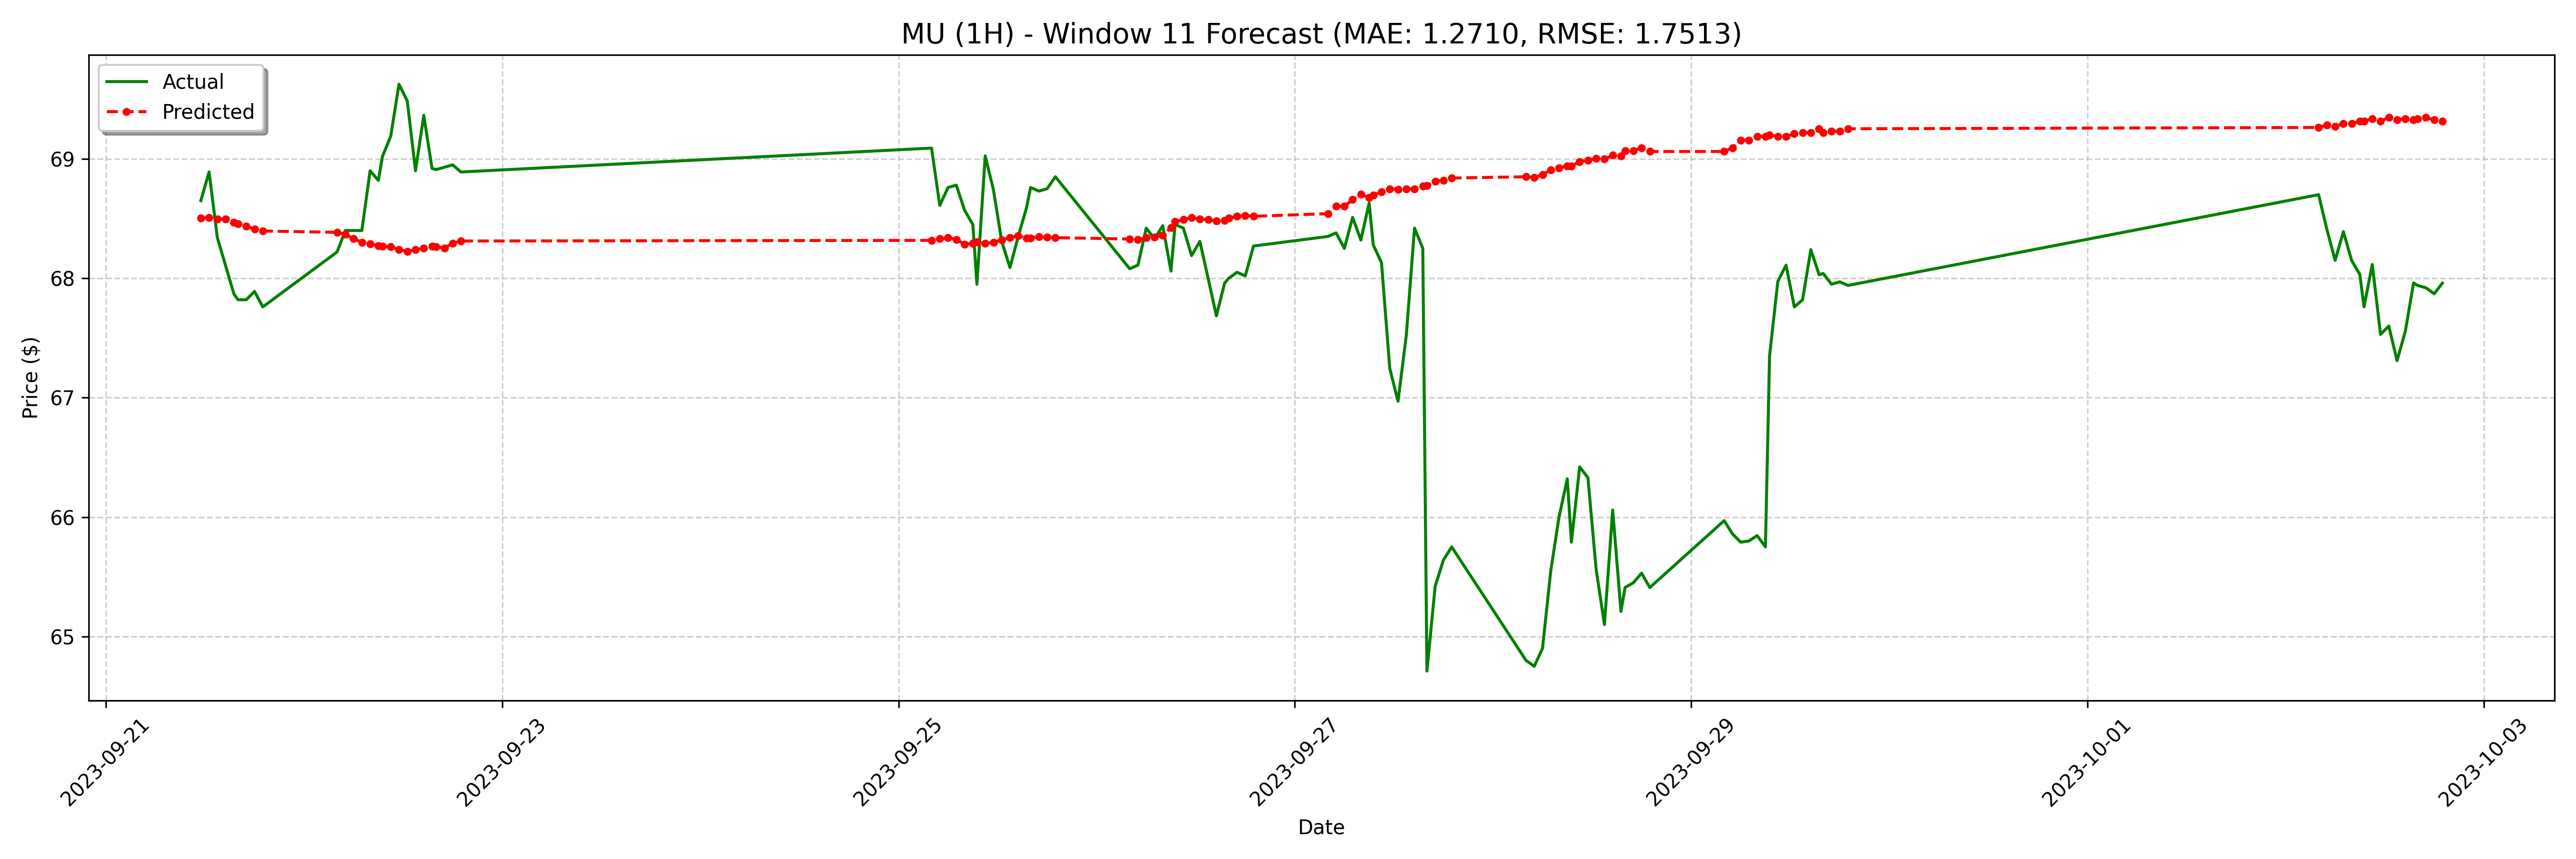 MU (1H) - Window 11 Forecast (MAE: 1.2710, RMSE: 1.7513)
Actual
Predicted
Price ($)
69
68
67
66
65
2023-09-21
2023-09-23
2023-09-25
2023-09-27
2023-09-29
2023-10-01
2023-10-03
Date